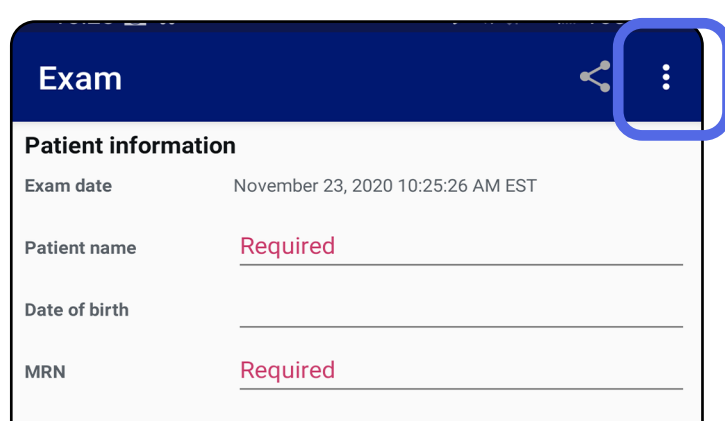 Exam
Patient information
Exam date November 23, 2020 10:25:26 AM EST
Patient name Required
Date of birth
MRN Required